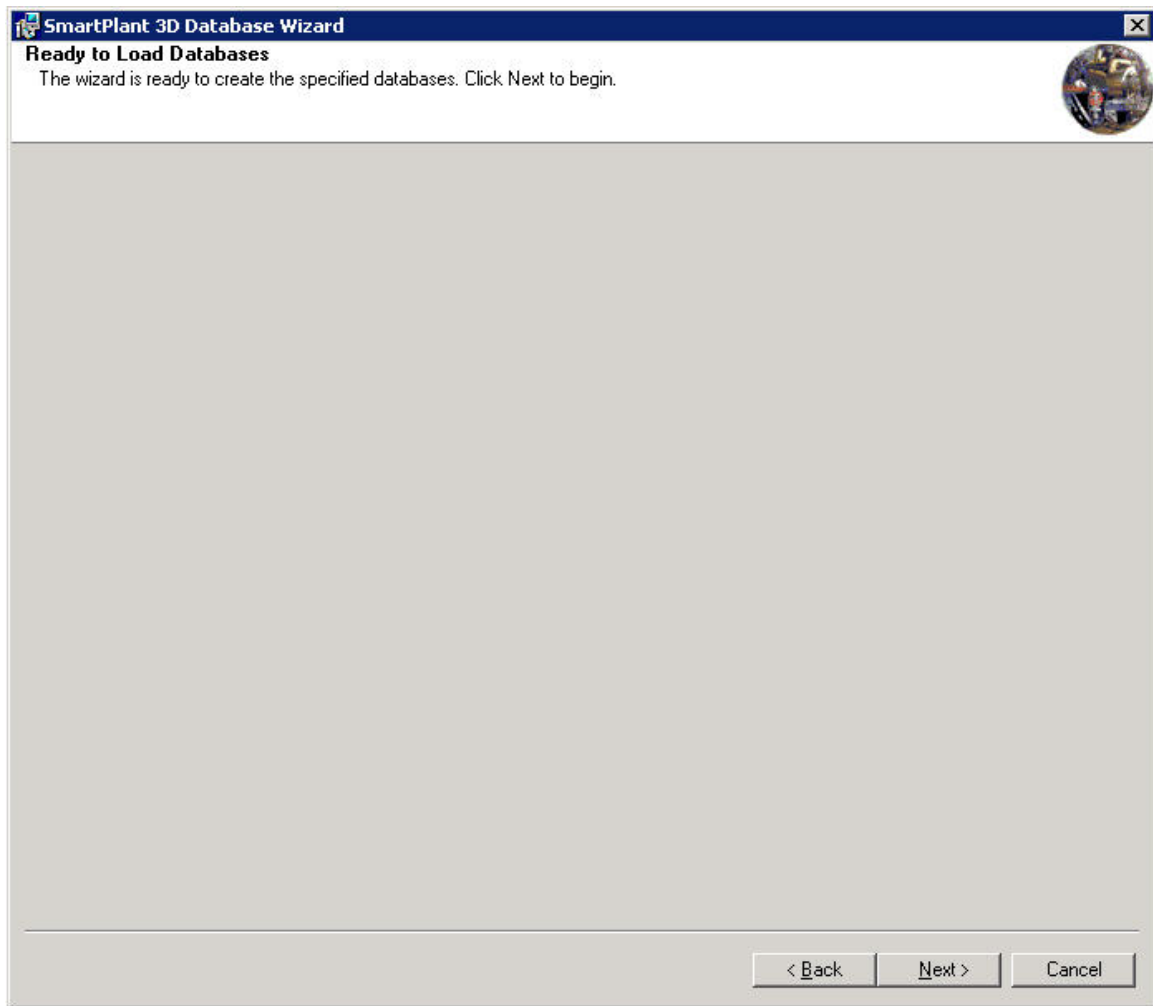 SmartPlant 3D Database Wizard
Ready to Load Databases
The wizard is ready to create the specified databases. Click Next to begin.
< Back
Next >
Cancel